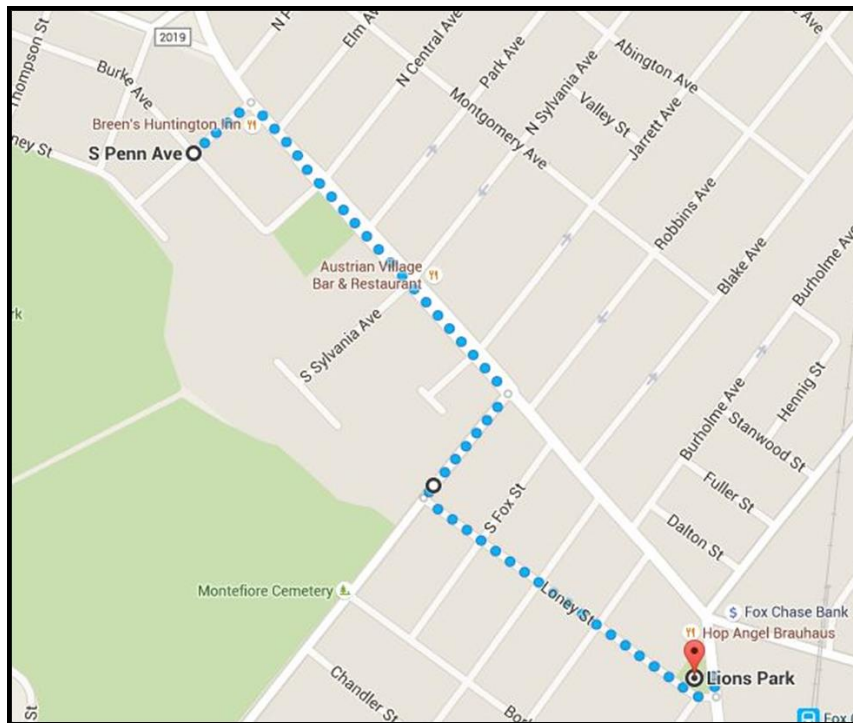 2019
Elm Av
N Central Ave
Park Ave
N Sylvania Ave
Abington Ave
Thompson St
Burke Ave
Valley St
Jarrett Ave
Montgomery Ave
Breen's Huntington Inn
ney St
S Penn Ave
Robbins Ave
Blake Ave
Burholme Ave
Austrian Village
Bar & Restaurant
rk
S Sylvania Ave
Hennig St
Burholme Ave
Stanwood St
S Fox St
Fuller St
Dalton St
Montefiore Cemetery
Loney St
$ Fox Chase Bank
Hop Angel Brauhaus
Lions Park
Chandler St
St
Fox